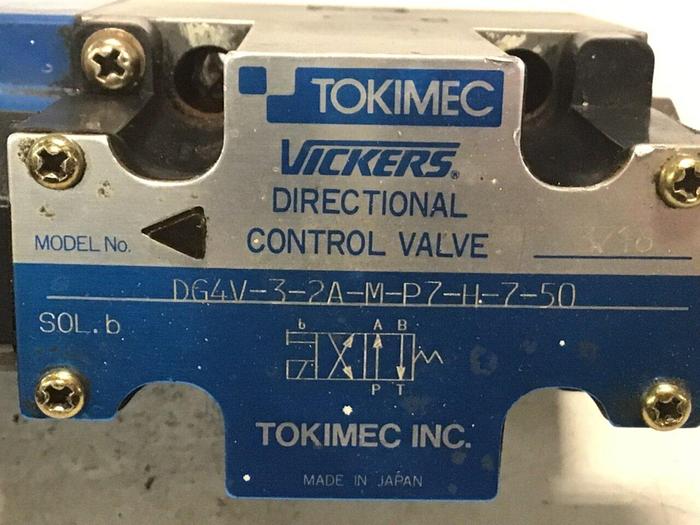 TOKIMEC
VICKERS®
DIRECTIONAL
CONTROL VALVE
MODEL No.
DG4V-3-2A-M-P7-H-7-50
SOL.b
b A B
P T
TOKIMEC INC.
MADE IN JAPAN